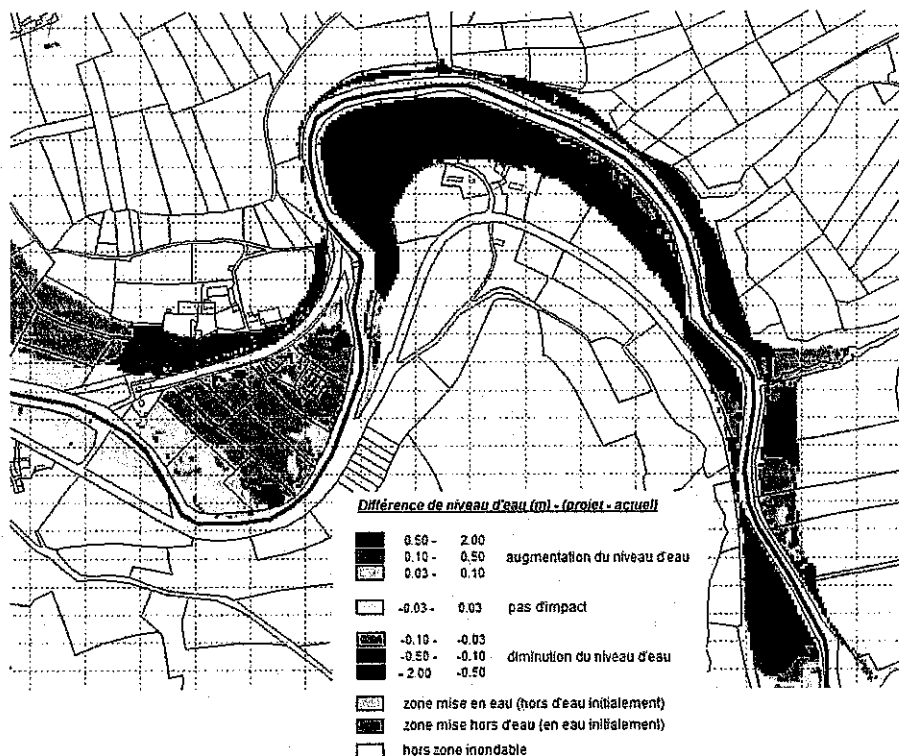 Différence de niveau d'eau (m) - (projet - actuel)
0.50 - 2.00
0.10 - 0.50 augmentation du niveau d'eau
0.03 - 0.10
-0.03 - 0.03 pas d'impact
-0.10 - -0.03
-0.50 - -0.10 diminution du niveau d'eau
-2.00 -0.50
zone mise en eau (hors d'eau initialement)
zone mise hors d'eau (en eau initialement)
hors zone inondable